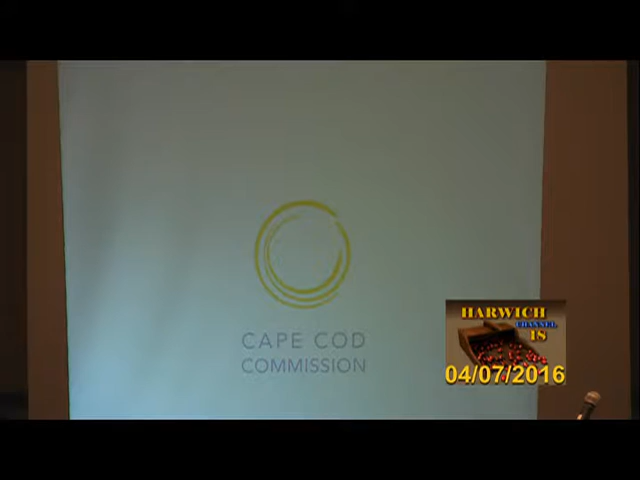 CAPE COD
COMMISSION
HARWICH
CHANNEL
18
04/07/2016